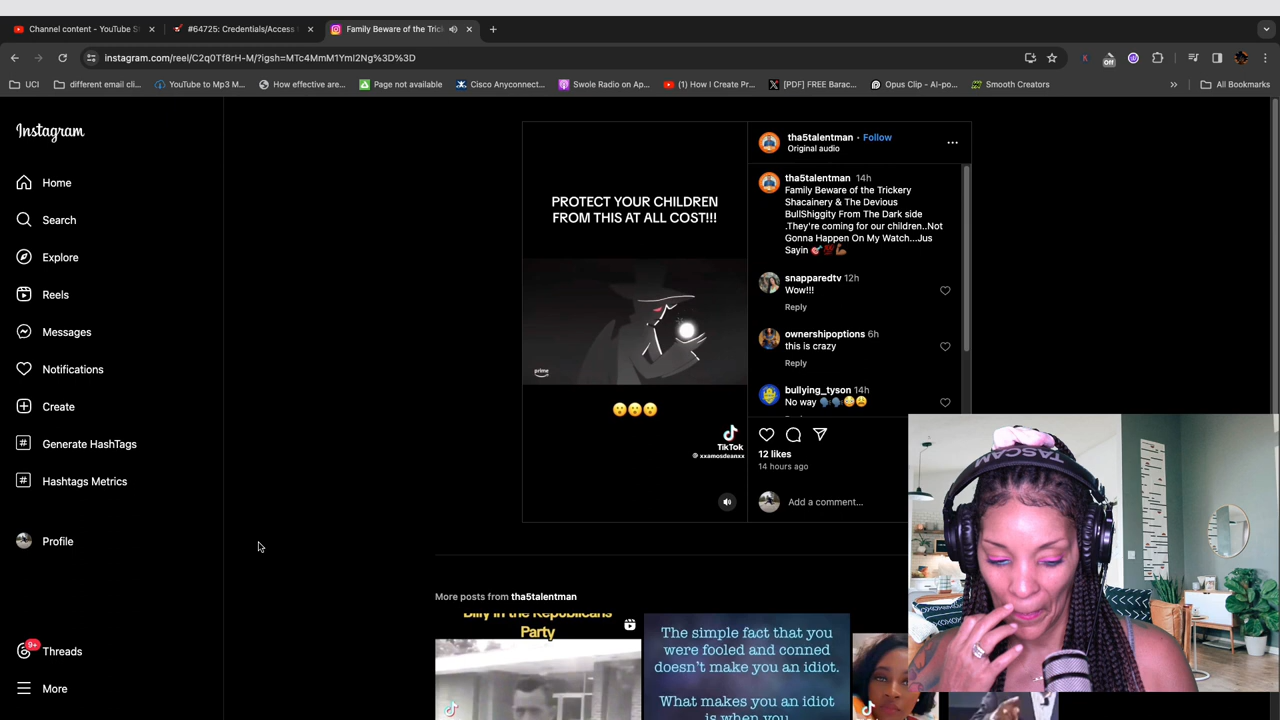 Channel content - YouTube S
#64725: Credentials/Access
Family Beware of the Trick
instagram.com/reel/C2q0Tf8rH-M/?igsh=MTc4MmM1YmI2Ng%3D%3D
Off
UCI
different email cli...
YouTube to Mp3 M...
How effective are...
Page not available
Cisco Anyconnect...
Swole Radio on Ap...
(1) How I Create Pr...
[PDF] FREE Barac...
Opus Clip - AI-po...
Smooth Creators
»
All Bookmarks
Instagram
Home
Search
Explore
Reels
Messages
Notifications
Create
Generate HashTags
Hashtags Metrics
Profile
9+
Threads
More
PROTECT YOUR CHILDREN
FROM THIS AT ALL COST!!!
prime
😮😮😮
TikTok
xxamosdeanxx
tha5talentman • Follow
Original audio
tha5talentman 14h
Family Beware of the Trickery
Shacainery & The Devious
BullShiggity From The Dark side
.They're coming for our children..Not
Gonna Happen On My Watch...Jus
Sayin 🎯💯💪🏾
snapparedtv 12h
Wow!!!
Reply
ownershipoptions 6h
this is crazy
Reply
bullying_tyson 14h
No way 🗣️🗣️😳😩
12 likes
14 hours ago
Add a comment...
TASCAM
More posts from tha5talentman
Billy in the Republicans
Party
The simple fact that you
were fooled and conned
doesn't make you an idiot.
What makes you an idiot
is when you